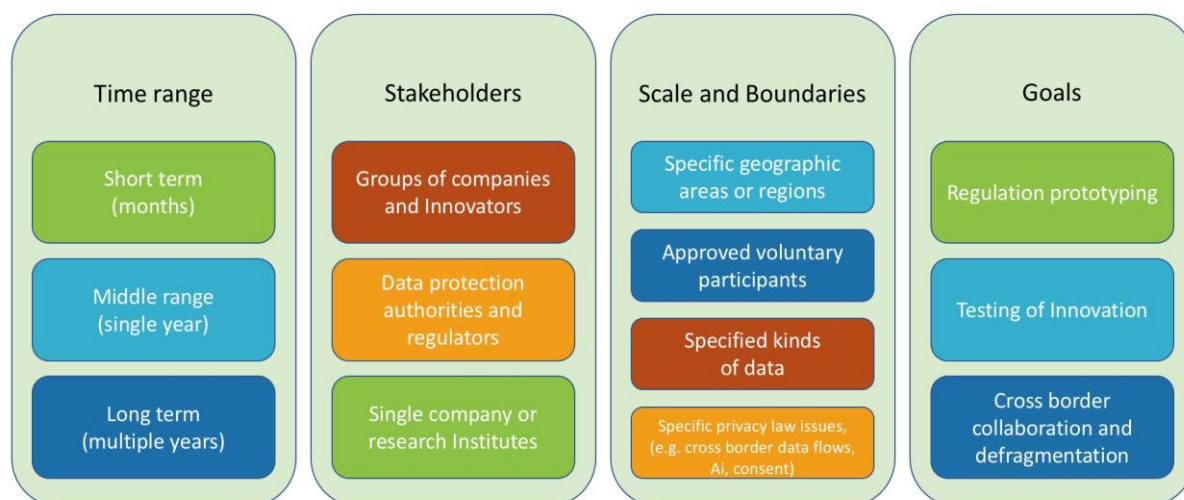 Time range
Short term
(months)
Middle range
(single year)
Long term
(multiple years)
Stakeholders
Groups of companies
and Innovators
Data protection
authorities and
regulators
Single company or
research Institutes
Scale and Boundaries
Specific geographic
areas or regions
Approved voluntary
participants
Specified kinds
of data
Specific privacy law issues,
(e.g. cross border data flows,
Ai, consent)
Goals
Regulation prototyping
Testing of Innovation
Cross border
collaboration and
defragmentation